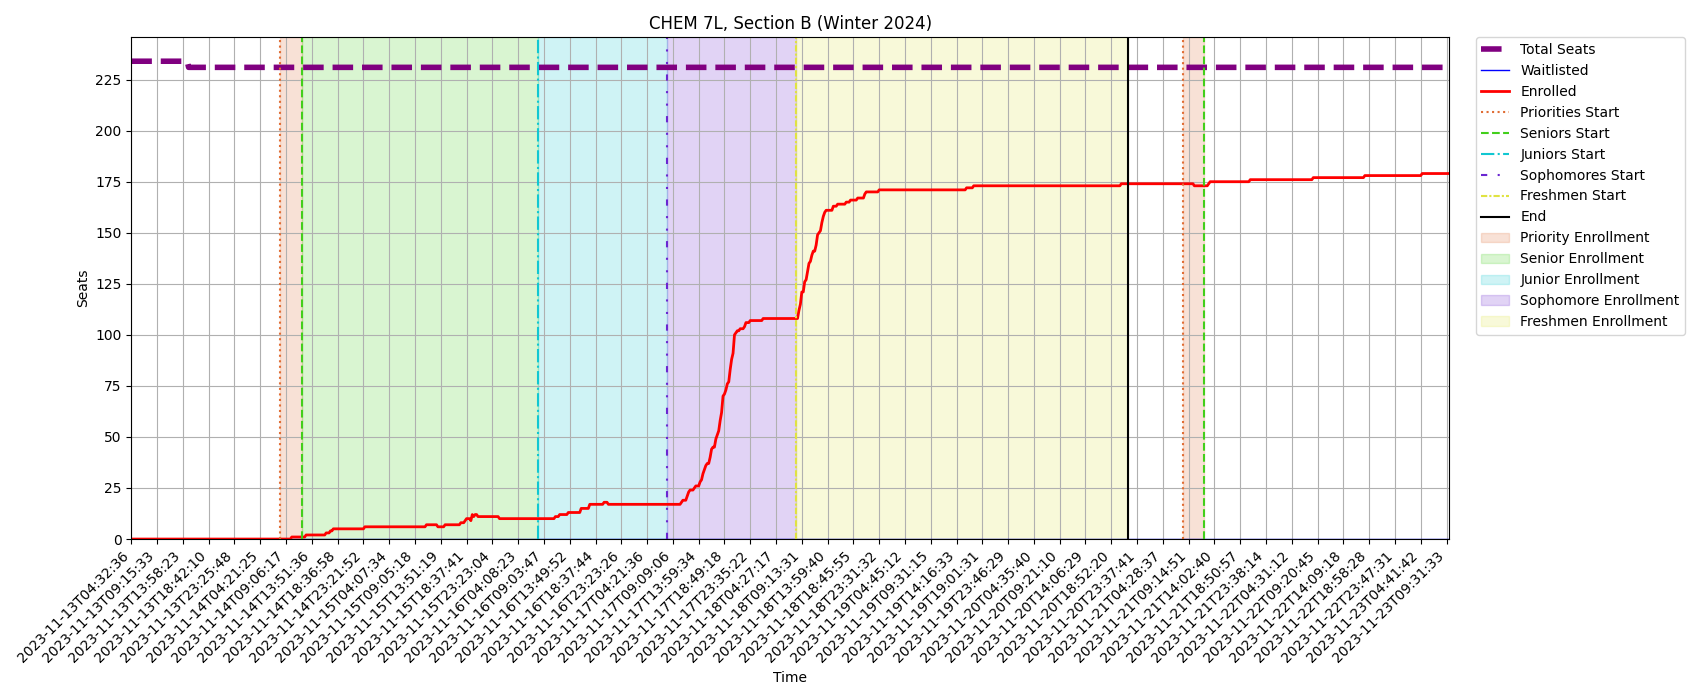 CHEM 7L, Section B (Winter 2024)
Seats
225
200
175
150
125
100
75
50
25
0
2023-11-13T04:32:36
2023-11-13T09:15:33
2023-11-13T13:58:23
2023-11-13T18:42:10
2023-11-13T23:25:48
2023-11-14T04:21:25
2023-11-14T09:06:17
2023-11-14T13:51:36
2023-11-14T18:36:58
2023-11-14T23:21:52
2023-11-15T04:07:34
2023-11-15T09:05:18
2023-11-15T13:51:19
2023-11-15T18:37:41
2023-11-15T23:23:04
2023-11-16T04:08:23
2023-11-16T09:03:47
2023-11-16T13:49:52
2023-11-16T18:37:44
2023-11-16T23:23:26
2023-11-17T04:21:36
2023-11-17T09:09:06
2023-11-17T13:59:34
2023-11-17T18:49:18
2023-11-17T23:35:22
2023-11-18T04:27:17
2023-11-18T09:13:31
2023-11-18T13:59:40
2023-11-18T18:45:55
2023-11-18T23:31:32
2023-11-19T04:45:12
2023-11-19T09:31:15
2023-11-19T14:16:33
2023-11-19T19:01:31
2023-11-19T23:46:29
2023-11-20T04:35:40
2023-11-20T09:21:10
2023-11-20T14:06:29
2023-11-20T18:52:20
2023-11-20T23:37:41
2023-11-21T04:28:37
2023-11-21T09:14:51
2023-11-21T14:02:40
2023-11-21T18:50:57
2023-11-21T23:38:14
2023-11-22T04:31:12
2023-11-22T09:20:45
2023-11-22T14:09:18
2023-11-22T18:58:28
2023-11-22T23:47:31
2023-11-23T04:41:42
2023-11-23T09:31:33
Time
Total Seats
Waitlisted
Enrolled
Priorities Start
Seniors Start
Juniors Start
Sophomores Start
Freshmen Start
End
Priority Enrollment
Senior Enrollment
Junior Enrollment
Sophomore Enrollment
Freshmen Enrollment